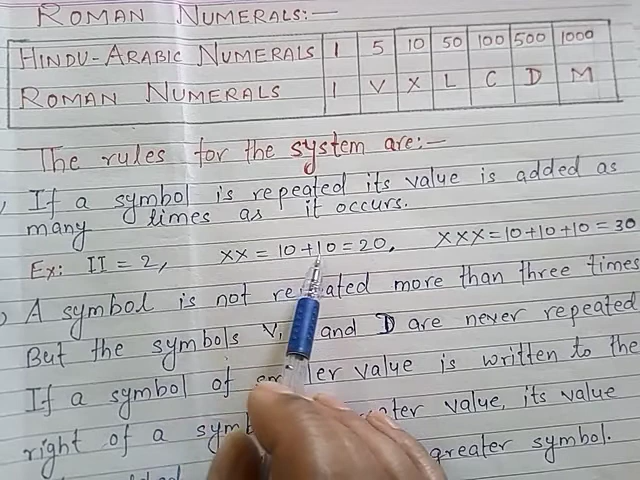 ROMAN NUMERALS:—
HINDU-ARABIC NUMERALS 1 5 10 50 100 500 1000
ROMAN NUMERALS I V X L C D M
The rules for the system are:—
If a symbol is repeated its value is added as
many times as it occurs.
Ex: II = 2, XX = 10+10 = 20, XXX = 10+10+10 = 30
A symbol is not repeated more than three times
But the symbols V, and D are never repeated
If a symbol of value is written to the
right of a value, its value
greater symbol.